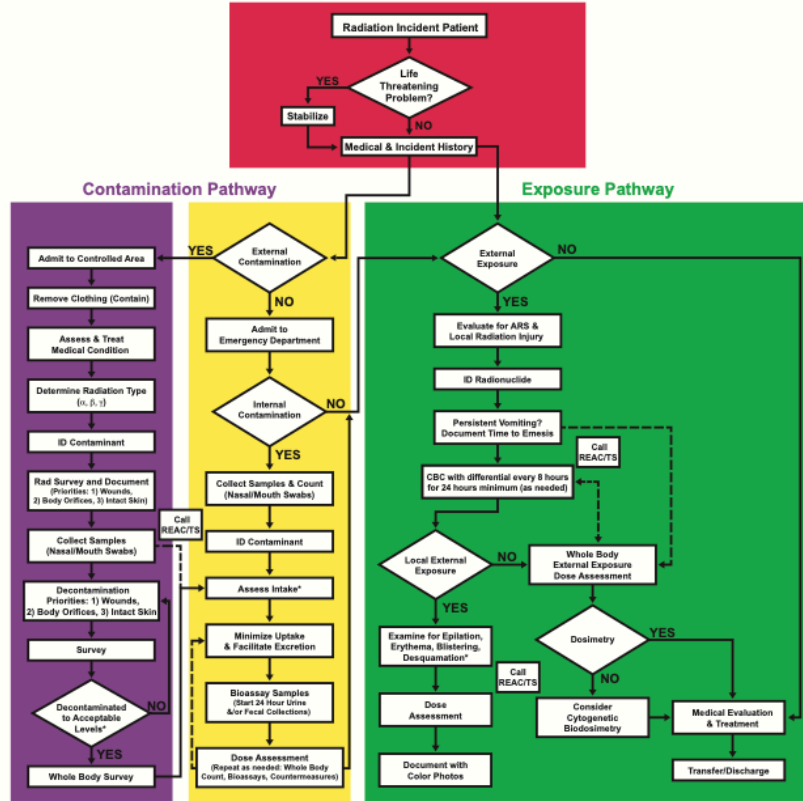 Radiation Incident Patient
Life
Threatening
Problem?
YES
NO
Stabilize
Medical & Incident History
Contamination Pathway
Admit to Controlled Area
Remove Clothing (Contain)
Assess & Treat
Medical Condition
Determine Radiation Type
(α, β, γ)
ID Contaminant
Rad Survey and Document
(Priorities: 1) Wounds,
2) Body Orifices, 3) Intact Skin)
Collect Samples
(Nasal/Mouth Swabs)
Call
REAC/TS
Decontamination
Priorities: 1) Wounds,
2) Body Orifices, 3) Intact Skin
Survey
Decontaminated
to Acceptable
Levels*
NO
YES
Whole Body Survey
YES
External
Contamination
NO
Admit to
Emergency Department
Internal
Contamination
NO
YES
Collect Samples & Count
(Nasal/Mouth Swabs)
ID Contaminant
Assess Intake*
Minimize Uptake
& Facilitate Excretion
Bioassay Samples
(Start 24 Hour Urine
&/or Fecal Collections)
Dose Assessment
(Repeat as needed: Whole Body
Count, Bioassays, Countermeasures)
Exposure Pathway
External
Exposure
NO
YES
Evaluate for ARS &
Local Radiation Injury
ID Radionuclide
Persistent Vomiting?
Document Time to Emesis
Call
REAC/TS
CBC with differential every 8 hours
for 24 hours minimum (as needed)
Local External
Exposure
NO
YES
Whole Body
External Exposure
Dose Assessment
Examine for Epilation,
Erythema, Blistering,
Desquamation*
Call
REAC/TS
Dosimetry
YES
NO
Dose
Assessment
Consider
Cytogenetic
Biodosimetry
Medical Evaluation
& Treatment
Document with
Color Photos
Transfer/Discharge